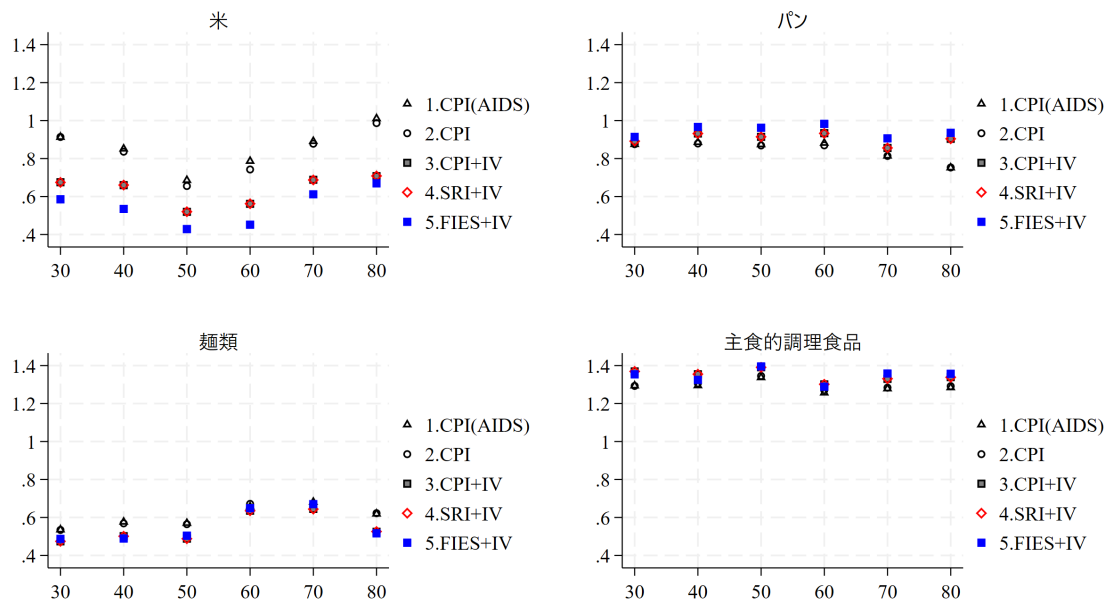 米
1.4
1.2
1
.8
.6
.4
30 40 50 60 70 80
1.CPI(AIDS)
2.CPI
3.CPI+IV
4.SRI+IV
5.FIES+IV
パン
1.4
1.2
1
.8
.6
.4
30 40 50 60 70 80
1.CPI(AIDS)
2.CPI
3.CPI+IV
4.SRI+IV
5.FIES+IV
麺類
1.4
1.2
1
.8
.6
.4
30 40 50 60 70 80
1.CPI(AIDS)
2.CPI
3.CPI+IV
4.SRI+IV
5.FIES+IV
主食的調理食品
1.4
1.2
1
.8
.6
.4
30 40 50 60 70 80
1.CPI(AIDS)
2.CPI
3.CPI+IV
4.SRI+IV
5.FIES+IV